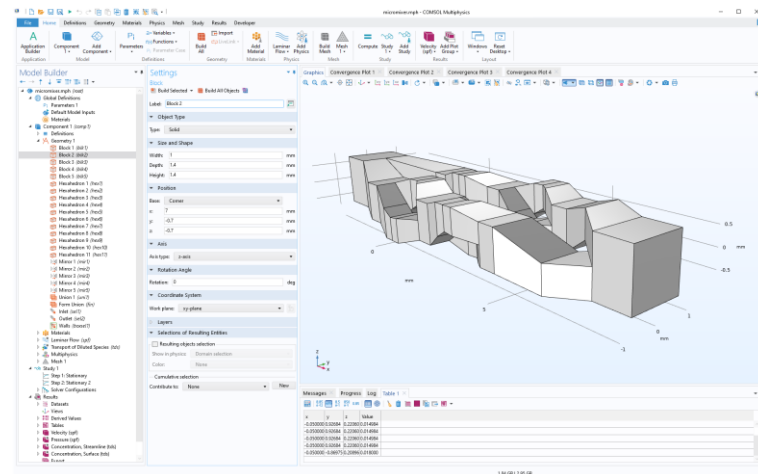 micromixer.mph - COMSOL Multiphysics
File Home Definitions Geometry Materials Physics Mesh Study Results Developer
Application Builder
Component 1
Add Component
Parameters
Variables
Functions
Parameter Case
Build All
Import
LiveLink
Add Material
Laminar Flow
Add Physics
Build Mesh
Mesh 1
Compute
Study 1
Add Study
Velocity (spf)
Add Plot Group
Windows
Reset Desktop
Application Model Definitions Geometry Materials Physics Mesh Study Results Layout
Model Builder
micromixer.mph (root)
Global Definitions
Parameters 1
Default Model Inputs
Materials
Component 1 (comp1)
Definitions
Geometry 1
Block 1 (blk1)
Block 2 (blk2)
Block 3 (blk3)
Block 4 (blk4)
Block 5 (blk5)
Hexahedron 1 (hex1)
Hexahedron 2 (hex2)
Hexahedron 3 (hex3)
Hexahedron 4 (hex4)
Hexahedron 5 (hex5)
Hexahedron 6 (hex6)
Hexahedron 7 (hex7)
Hexahedron 8 (hex8)
Hexahedron 9 (hex9)
Hexahedron 10 (hex10)
Hexahedron 11 (hex11)
Mirror 1 (mir1)
Mirror 2 (mir2)
Mirror 3 (mir3)
Mirror 4 (mir4)
Mirror 5 (mir5)
Union 1 (uni1)
Form Union (fin)
Inlet (sel1)
Outlet (sel2)
Walls
Materials
Laminar Flow (spf)
Transport of Diluted Species (tds)
Multiphysics
Mesh 1
Study 1
Step 1: Stationary
Step 2: Stationary 2
Solver Configurations
Results
Datasets
Views
Derived Values
Tables
Velocity (spf)
Pressure (spf)
Concentration, Streamline (tds)
Concentration, Surface (tds)
Export
Settings
Block
Build Selected Build All Objects
Label: Block 2
Object Type
Type: Solid
Size and Shape
Width: 1 mm
Depth: 1.4 mm
Height: 1.4 mm
Position
Base: Corner
x: 7 mm
y: -0.7 mm
z: -0.7 mm
Axis
Axis type: z-axis
Rotation Angle
Rotation: 0 deg
Coordinate System
Work plane: xy-plane
Layers
Selections of Resulting Entities
Resulting objects selection
Show in physics: Domain selection
Color: None
Cumulative selection
Contribute to: None New
Graphics Convergence Plot 1 Convergence Plot 2 Convergence Plot 3 Convergence Plot 4
0.5
0 mm
-0.5
0
mm
5
1
0
mm
-1
z
y
x
Messages Progress Log Table 1
x y z Value